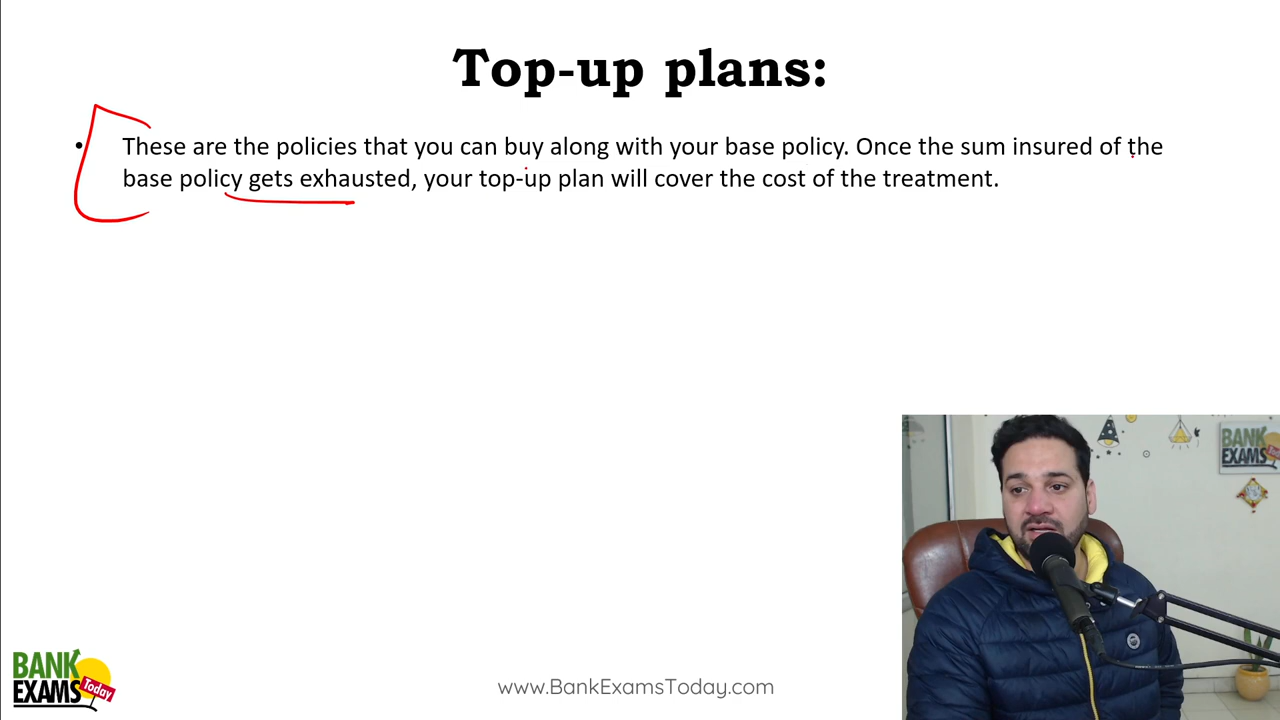 Top-up plans:
• These are the policies that you can buy along with your base policy. Once the sum insured of the
base policy gets exhausted, your top-up plan will cover the cost of the treatment.
BANK
EXAMS
BANK
EXAMS
Today
www.BankExamsToday.com